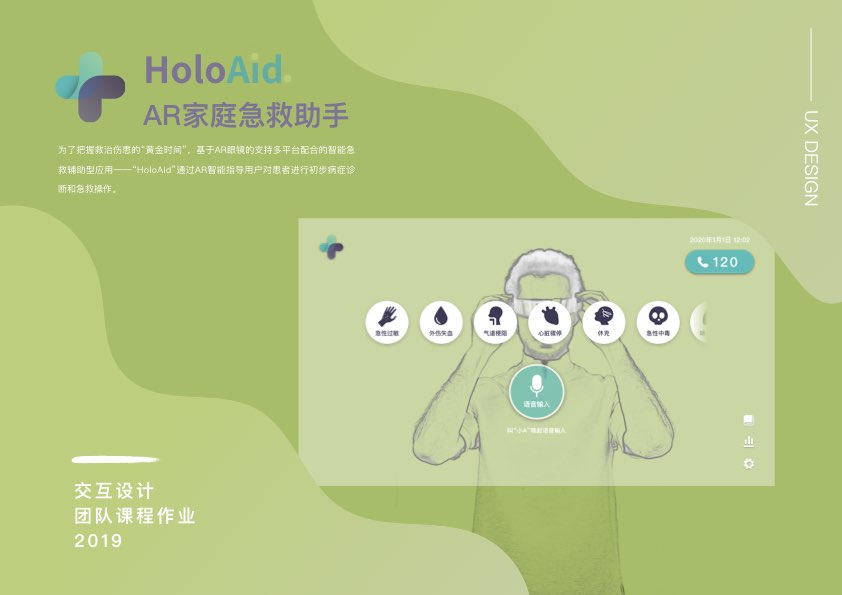 HoloAid.
AR家庭急救助手
为了把握救治伤患的“黄金时间”，基于AR眼镜的支持多平台配合的智能急
救辅助型应用——“HoloAid”通过AR智能指导用户对患者进行初步病症诊
断和急救操作。
UX DESIGN
2020年1月1日 12:02
120
急性过敏
外伤失血
气道梗阻
心脏骤停
休克
急性中毒
语音输入
叫“小A”唤起语音输入
交互设计
团队课程作业
2019